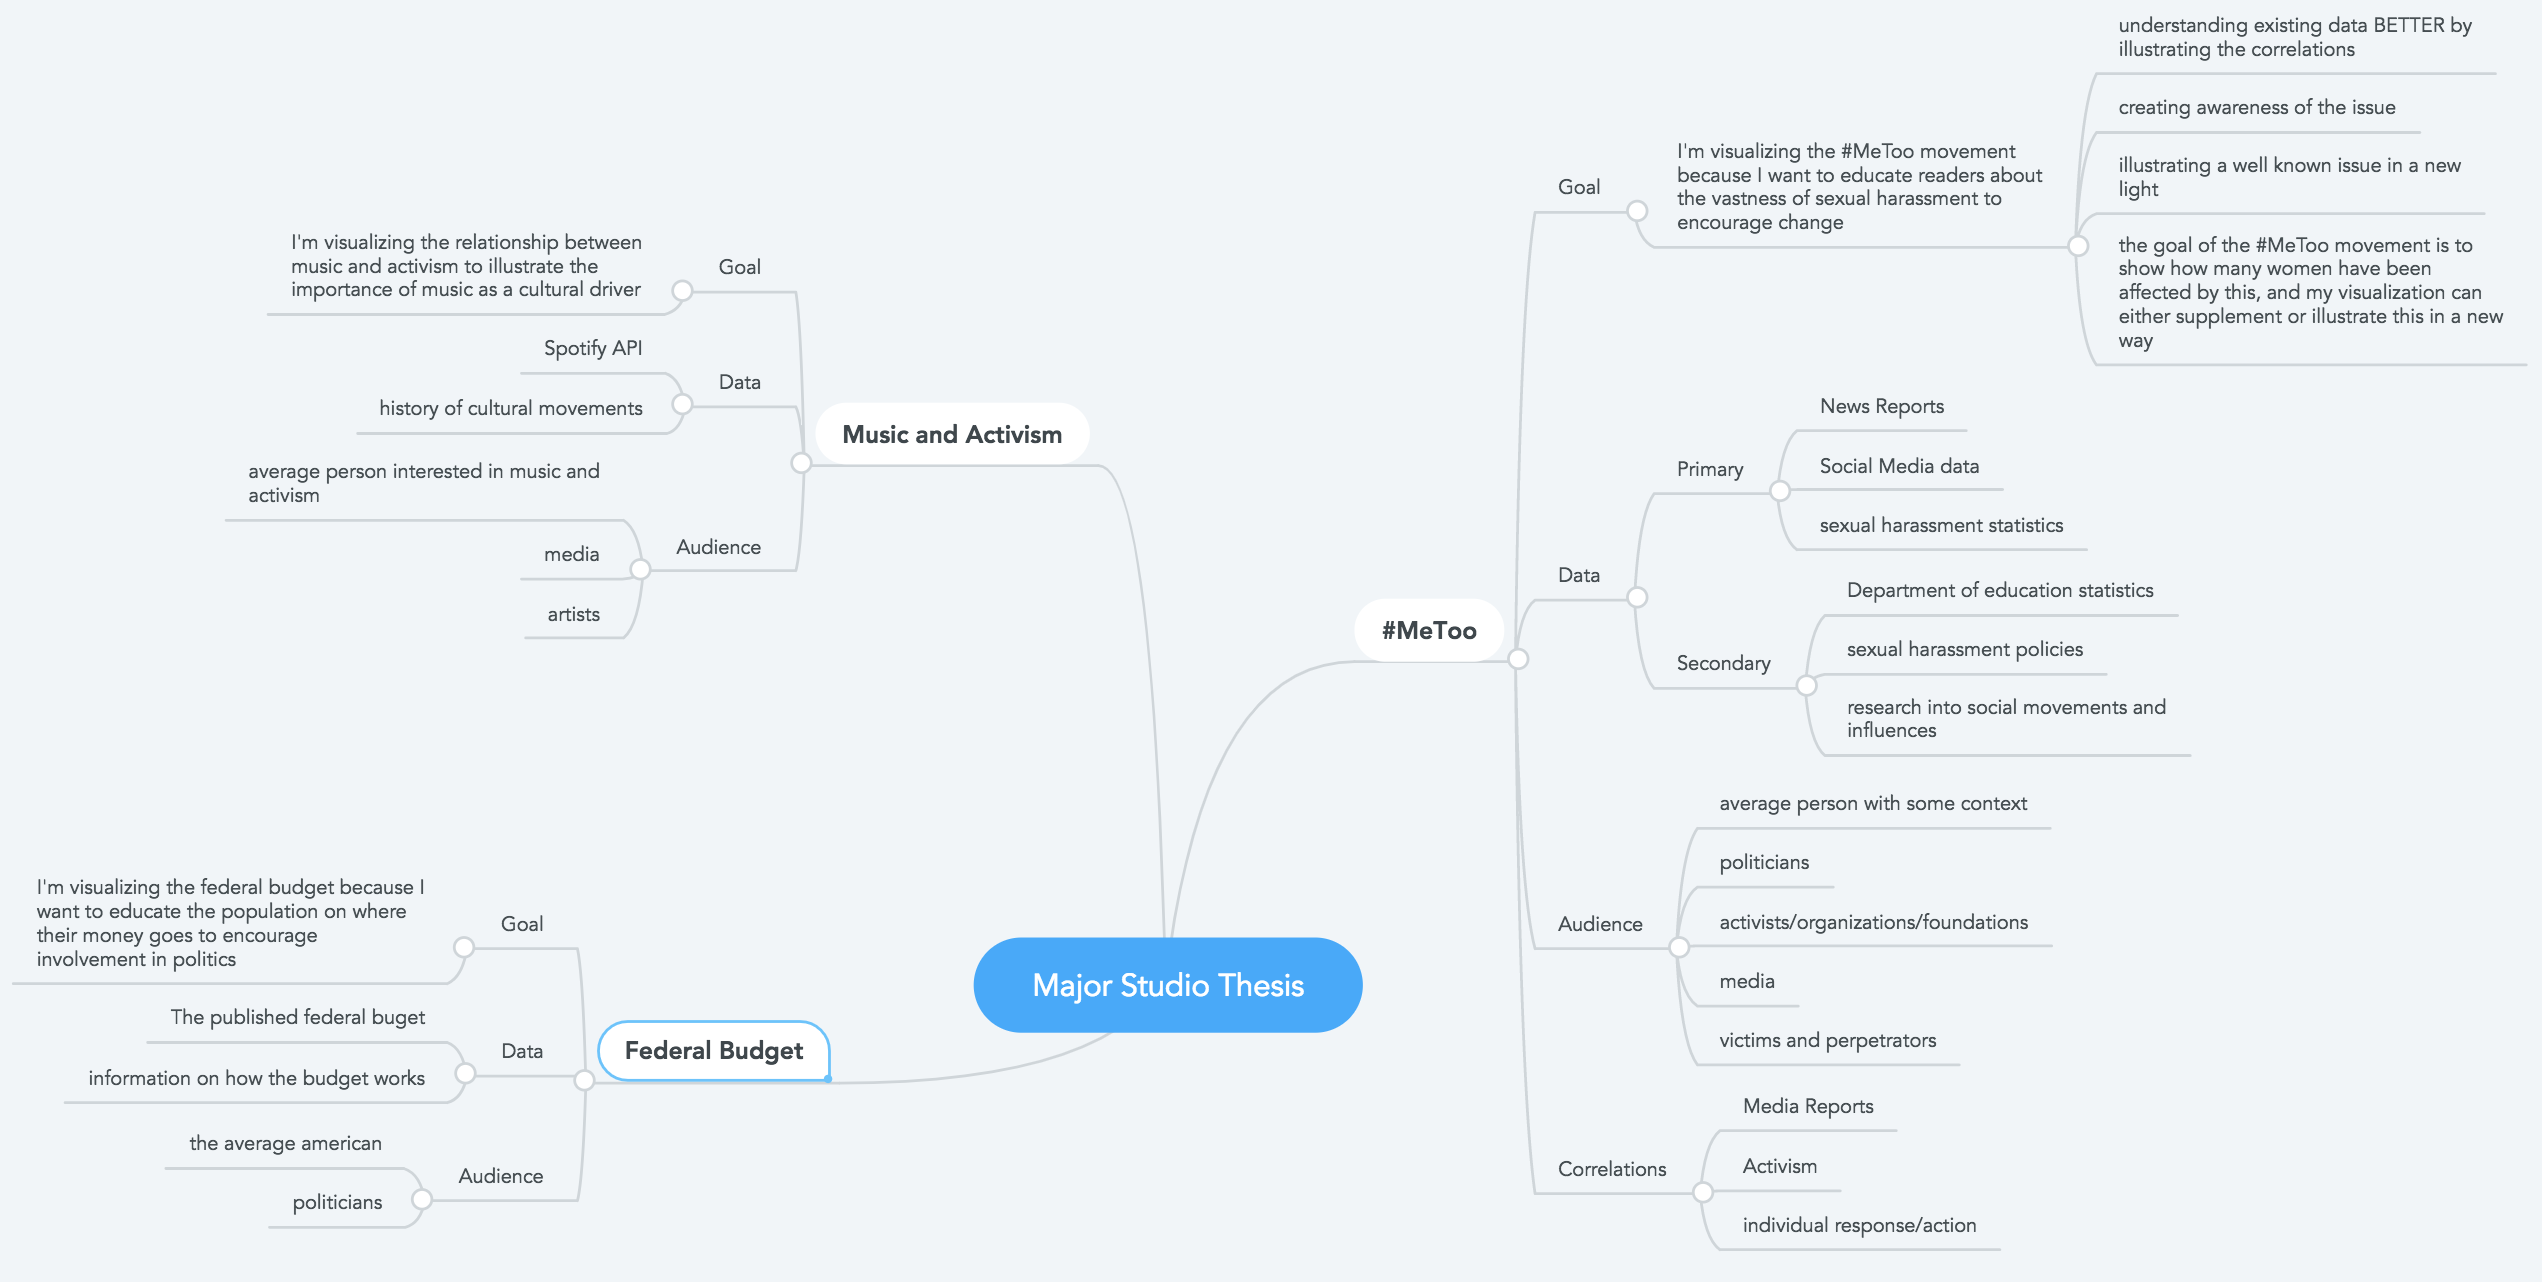 Major Studio Thesis
Music and Activism
Goal
I'm visualizing the relationship between
music and activism to illustrate the
importance of music as a cultural driver
Data
Spotify API
history of cultural movements
Audience
average person interested in music and
activism
media
artists
Federal Budget
Goal
I'm visualizing the federal budget because I
want to educate the population on where
their money goes to encourage
involvement in politics
Data
The published federal buget
information on how the budget works
Audience
the average american
politicians
#MeToo
Goal
I'm visualizing the #MeToo movement
because I want to educate readers about
the vastness of sexual harassment to
encourage change
understanding existing data BETTER by
illustrating the correlations
creating awareness of the issue
illustrating a well known issue in a new
light
the goal of the #MeToo movement is to
show how many women have been
affected by this, and my visualization can
either supplement or illustrate this in a new
way
Data
Primary
News Reports
Social Media data
sexual harassment statistics
Secondary
Department of education statistics
sexual harassment policies
research into social movements and
influences
Audience
average person with some context
politicians
activists/organizations/foundations
media
victims and perpetrators
Correlations
Media Reports
Activism
individual response/action